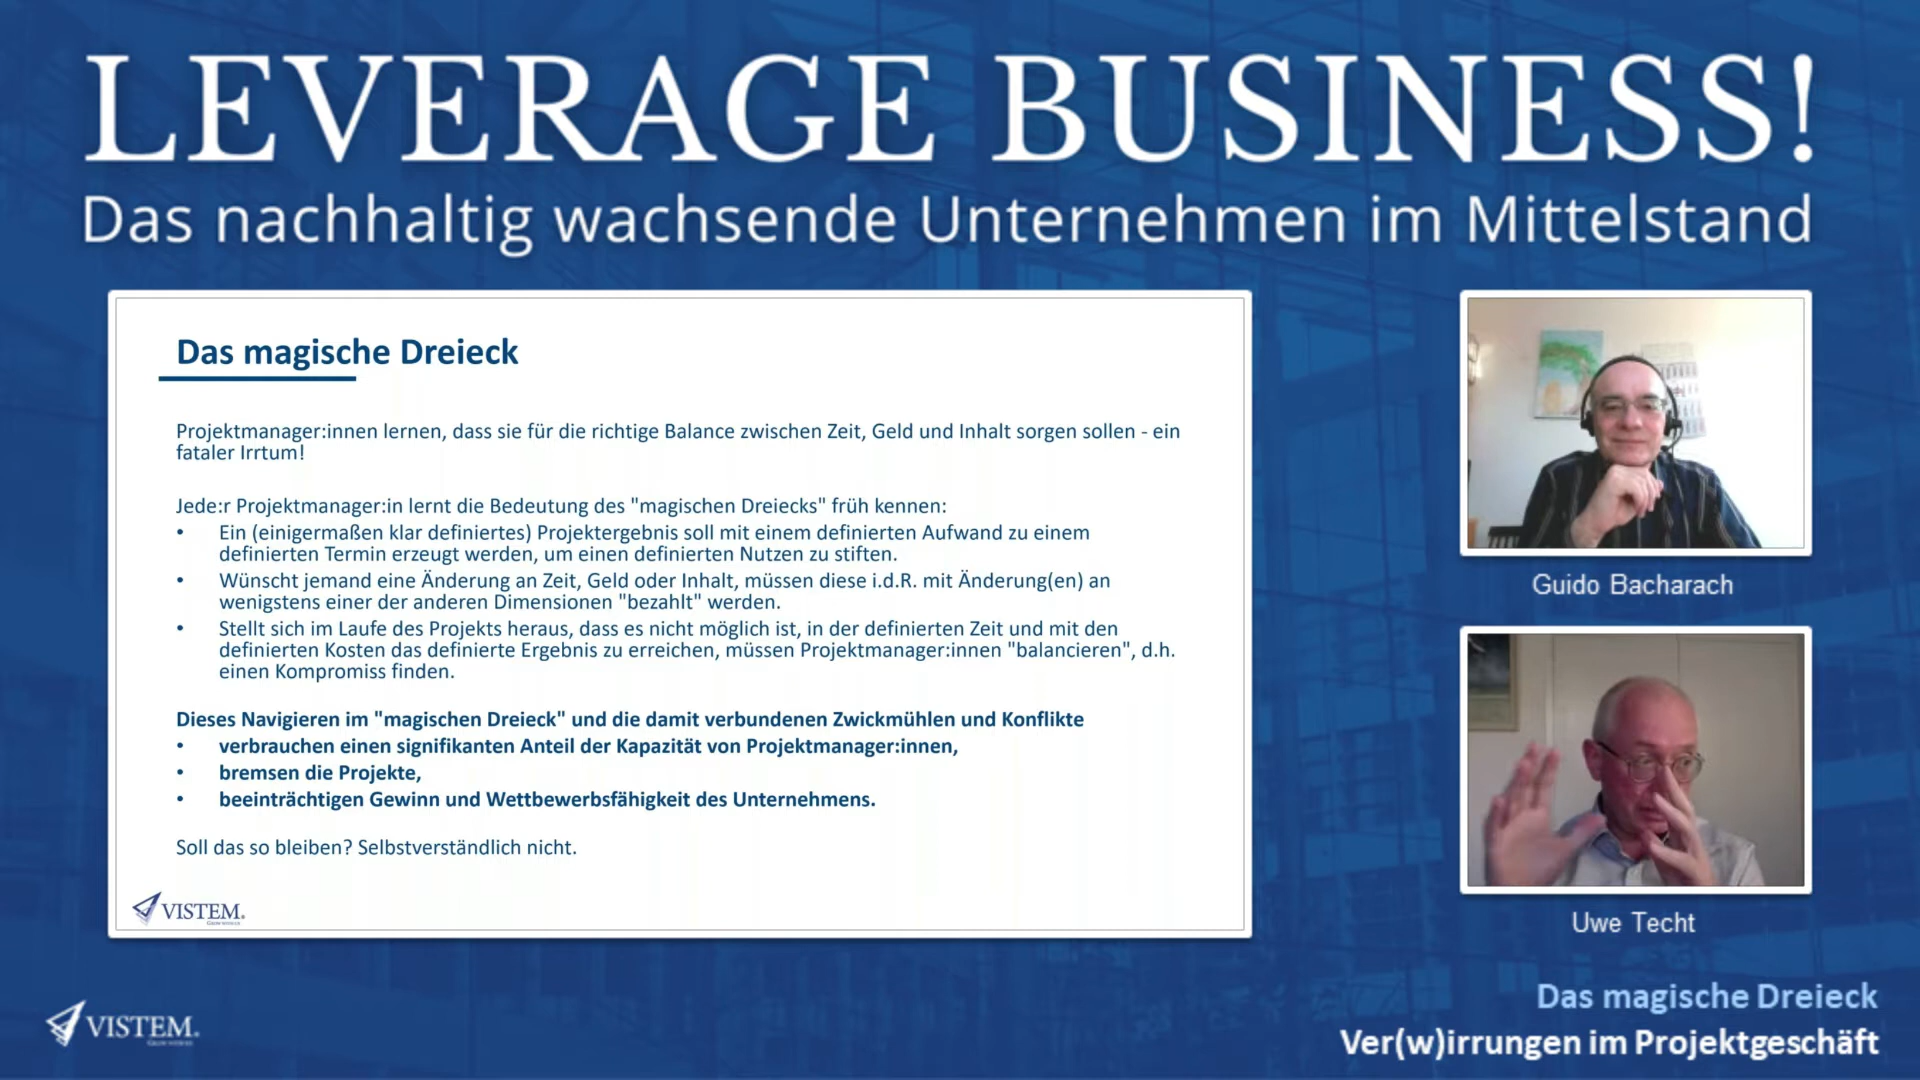 LEVERAGE BUSINESS!
Das nachhaltig wachsende Unternehmen im Mittelstand
Das magische Dreieck
Projektmanager:innen lernen, dass sie für die richtige Balance zwischen Zeit, Geld und Inhalt sorgen sollen - ein
fataler Irrtum!
Jede:r Projektmanager:in lernt die Bedeutung des "magischen Dreiecks" früh kennen:
• Ein (einigermaßen klar definiertes) Projektergebnis soll mit einem definierten Aufwand zu einem
definierten Termin erzeugt werden, um einen definierten Nutzen zu stiften.
• Wünscht jemand eine Änderung an Zeit, Geld oder Inhalt, müssen diese i.d.R. mit Änderung(en) an
wenigstens einer der anderen Dimensionen "bezahlt" werden.
• Stellt sich im Laufe des Projekts heraus, dass es nicht möglich ist, in der definierten Zeit und mit den
definierten Kosten das definierte Ergebnis zu erreichen, müssen Projektmanager:innen "balancieren", d.h.
einen Kompromiss finden.
Dieses Navigieren im "magischen Dreieck" und die damit verbundenen Zwickmühlen und Konflikte
• verbrauchen einen signifikanten Anteil der Kapazität von Projektmanager:innen,
• bremsen die Projekte,
• beeinträchtigen Gewinn und Wettbewerbsfähigkeit des Unternehmens.
Soll das so bleiben? Selbstverständlich nicht.
VISTEM.
Guido Bacharach
Uwe Techt
VISTEM.
Das magische Dreieck
Ver(w)irrungen im Projektgeschäft